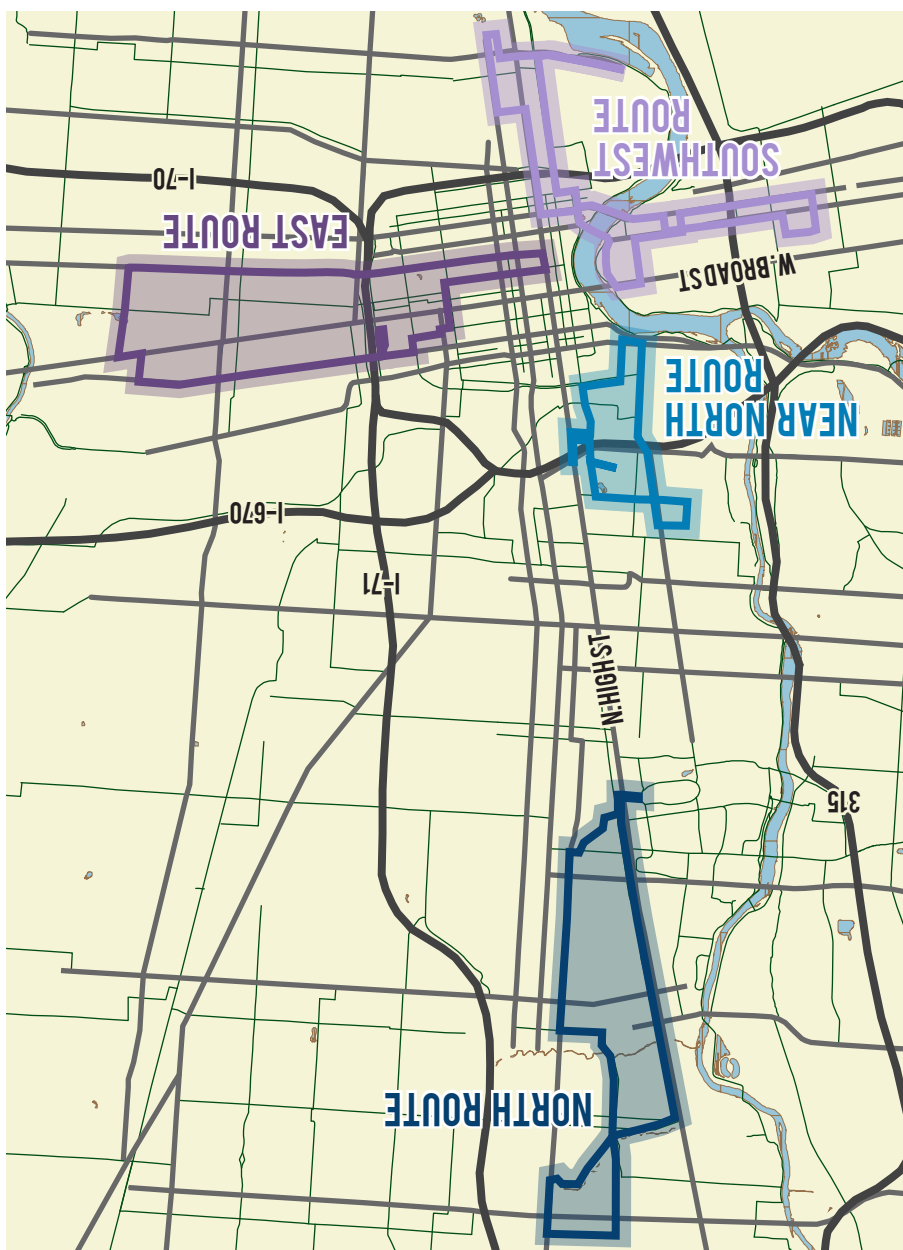 NORTH ROUTE
315
N. HIGH ST
I-71
I-670
NEAR NORTH
ROUTE
W. BROAD ST
EAST ROUTE
I-70
SOUTHWEST
ROUTE